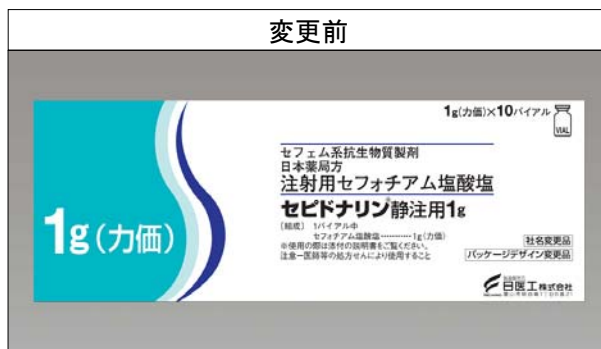 変更前
1g(力価)×10バイアル
VIAL
セフェム系抗生物質製剤
日本薬局方
注射用セフォチアム塩酸塩
セピドナリン®静注用1g
1g(力価)
〔組成〕 1バイアル中
セフォチアム塩酸塩…………1g(力価)
※使用の際は添付の説明書をご覧ください。
注意−医師等の処方せんにより使用すること
社名変更品
パッケージデザイン変更品
日医工株式会社